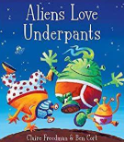 Aliens Love
Underpants
Claire Freedman & Ben Cort